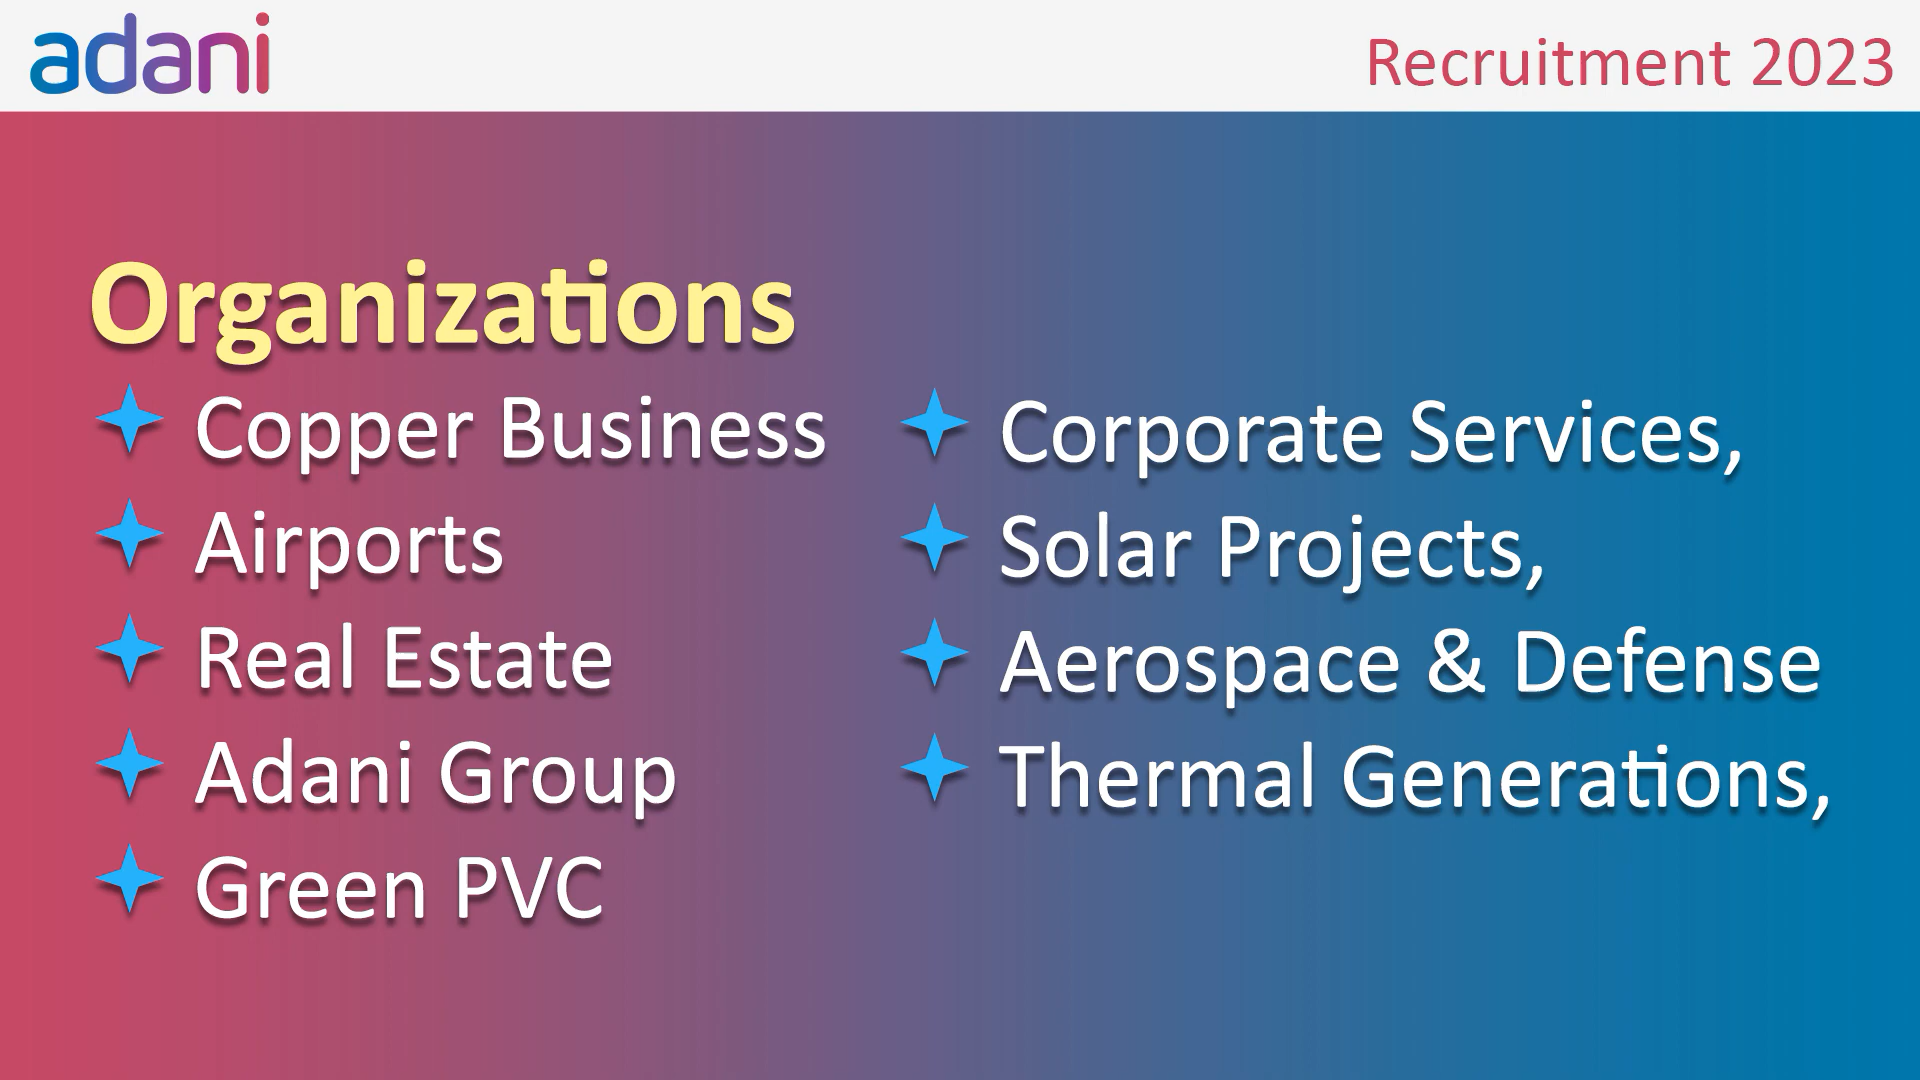 adani
Recruitment 2023
Organizations
Copper Business
Airports
Real Estate
Adani Group
Green PVC
Corporate Services,
Solar Projects,
Aerospace & Defense
Thermal Generations,